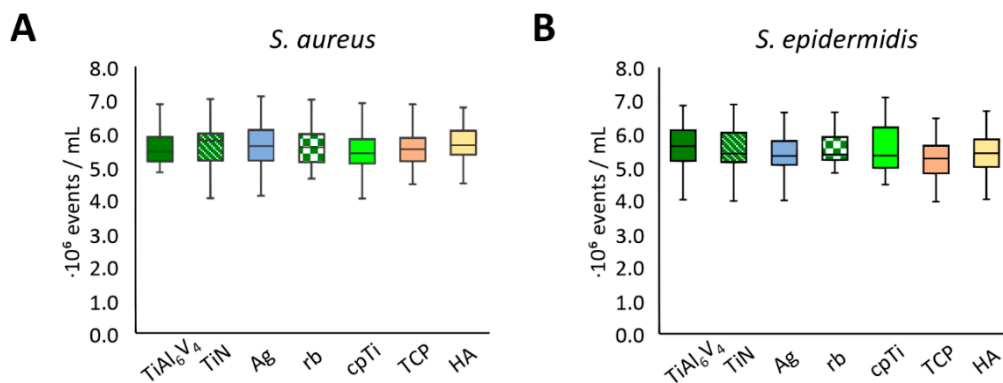 A
S. aureus
8.0
7.0
6.0
5.0
4.0
3.0
2.0
1.0
0.0
·10⁶ events / mL
TiAl₆V₄
TiN
Ag
rb
cpTi
TCP
HA
B
S. epidermidis
8.0
7.0
6.0
5.0
4.0
3.0
2.0
1.0
0.0
·10⁶ events / mL
TiAl₆V₄
TiN
Ag
rb
cpTi
TCP
HA